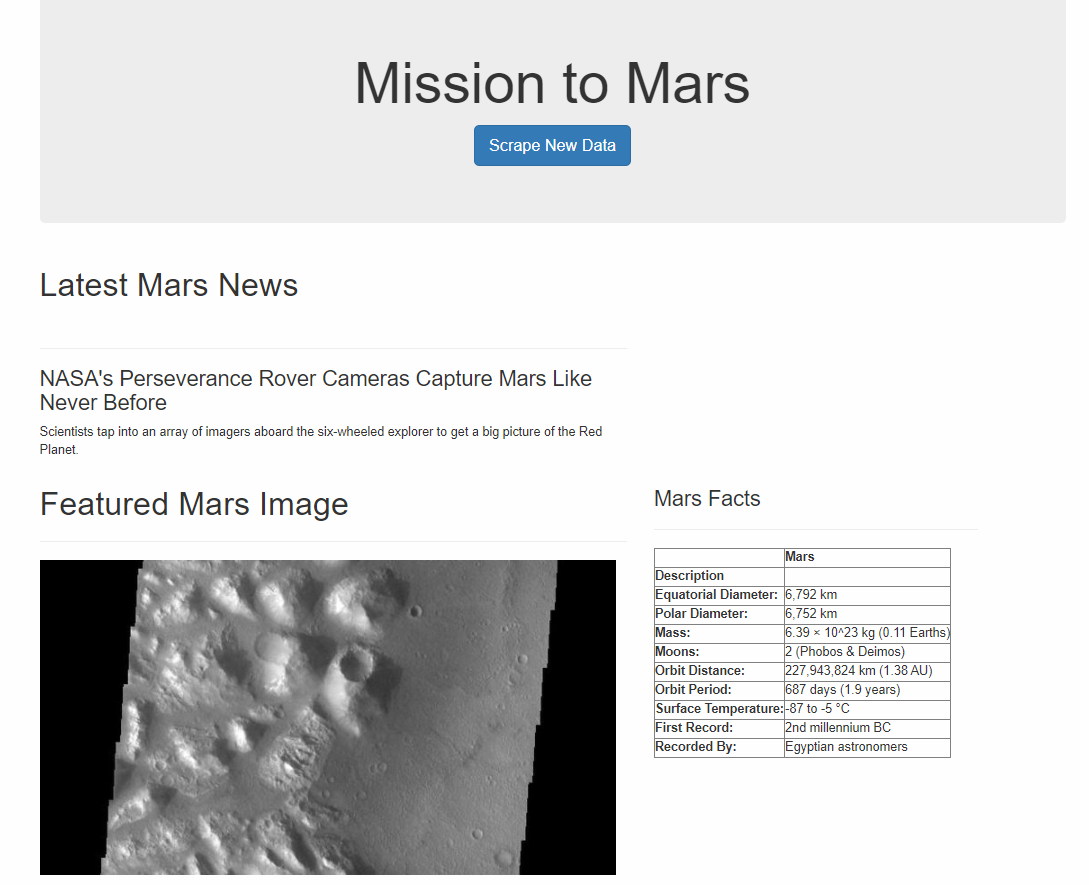 Mission to Mars
Scrape New Data
Latest Mars News
NASA's Perseverance Rover Cameras Capture Mars Like
Never Before
Scientists tap into an array of imagers aboard the six-wheeled explorer to get a big picture of the Red
Planet.
Featured Mars Image
Mars Facts
Mars
Description
Equatorial Diameter: 6,792 km
Polar Diameter: 6,752 km
Mass: 6.39 × 10^23 kg (0.11 Earths)
Moons: 2 (Phobos & Deimos)
Orbit Distance: 227,943,824 km (1.38 AU)
Orbit Period: 687 days (1.9 years)
Surface Temperature: -87 to -5 °C
First Record: 2nd millennium BC
Recorded By: Egyptian astronomers